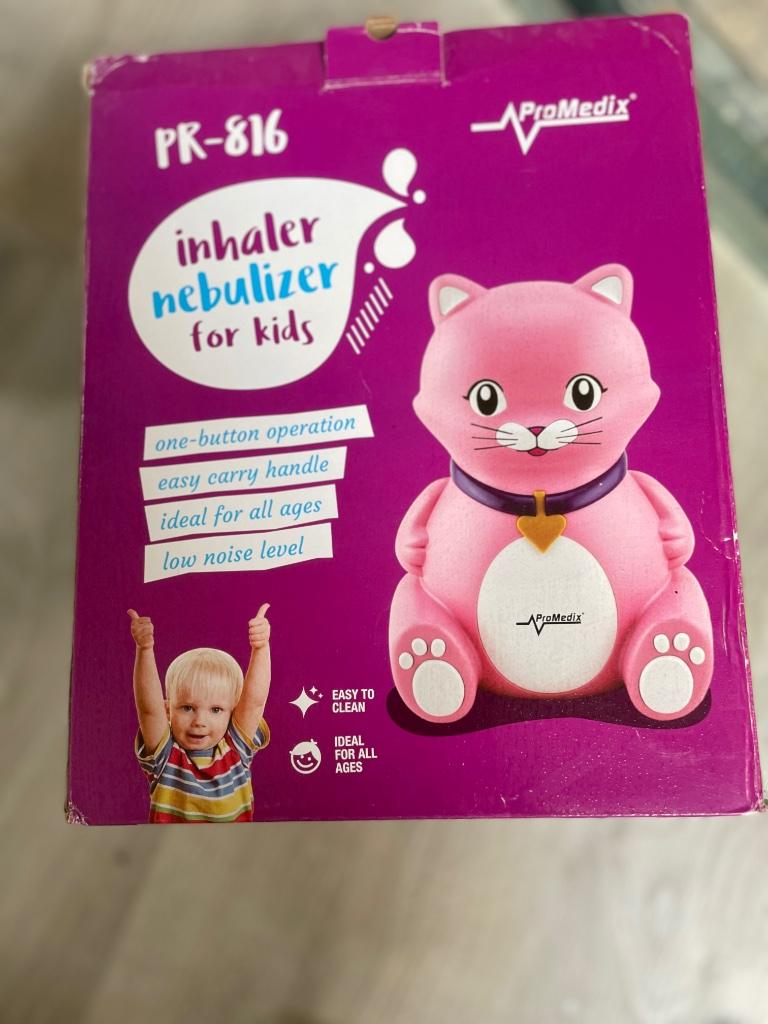 PR-816
ProMedix®
inhaler
nebulizer
for kids
one-button operation
easy carry handle
ideal for all ages
low noise level
ProMedix®
EASY TO
CLEAN
IDEAL
FOR ALL
AGES